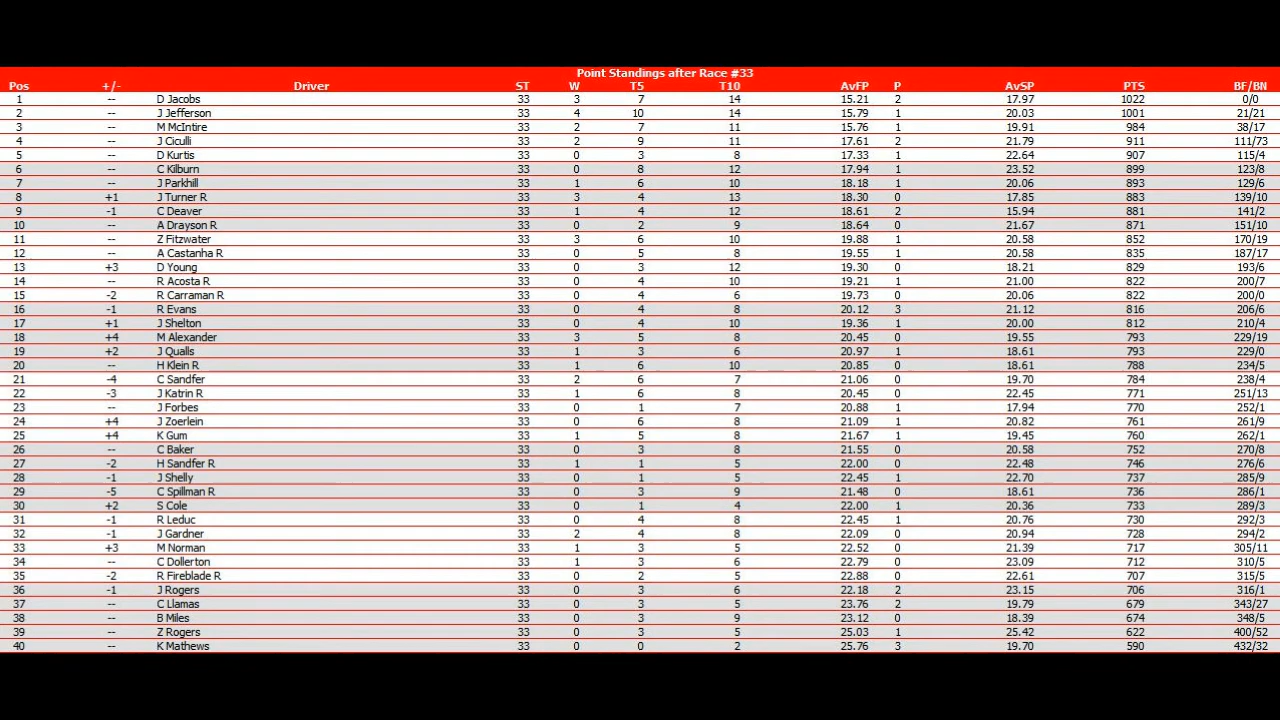 Point Standings after Race #33
Pos +/- Driver ST W T5 T10 AvFP P AvSP PTS BF/BN
1 -- D Jacobs 33 3 7 14 15.21 2 17.97 1022 0/0
2 -- J Jefferson 33 4 10 14 15.79 1 20.03 1001 21/21
3 -- M McIntire 33 2 7 11 15.76 1 19.91 984 38/17
4 -- J Ciculli 33 2 9 11 17.61 2 21.79 911 111/73
5 -- D Kurtis 33 0 3 8 17.33 1 22.64 907 115/4
6 -- C Kilburn 33 0 8 12 17.94 1 23.52 899 123/8
7 -- J Parkhill 33 1 6 10 18.18 1 20.06 893 129/6
8 +1 J Turner R 33 3 4 13 18.30 0 17.85 883 139/10
9 -1 C Deaver 33 1 4 12 18.61 2 15.94 881 141/2
10 -- A Drayson R 33 0 2 9 18.64 0 21.67 871 151/10
11 -- Z Fitzwater 33 3 6 10 19.88 1 20.58 852 170/19
12 -- A Castanha R 33 0 5 8 19.55 1 20.58 835 187/17
13 +3 D Young 33 0 3 12 19.30 0 18.21 829 193/6
14 -- R Acosta R 33 0 4 10 19.21 1 21.00 822 200/7
15 -2 R Carraman R 33 0 4 6 19.73 0 20.06 822 200/0
16 -1 R Evans 33 0 4 8 20.12 3 21.12 816 206/6
17 +1 J Shelton 33 0 4 10 19.36 1 20.00 812 210/4
18 +4 M Alexander 33 3 5 8 20.45 0 19.55 793 229/19
19 +2 J Qualls 33 1 3 6 20.97 1 18.61 793 229/0
20 -- H Klein R 33 1 6 10 20.85 0 18.61 788 234/5
21 -4 C Sandfer 33 2 6 7 21.06 0 19.70 784 238/4
22 -3 J Katrin R 33 1 6 8 20.45 0 22.45 771 251/13
23 -- J Forbes 33 0 1 7 20.88 1 17.94 770 252/1
24 +4 J Zoerlein 33 0 6 8 21.09 1 20.82 761 261/9
25 +4 K Gum 33 1 5 8 21.67 1 19.45 760 262/1
26 -- C Baker 33 0 3 8 21.55 0 20.58 752 270/8
27 -2 H Sandfer R 33 1 1 5 22.00 0 22.48 746 276/6
28 -1 J Shelly 33 0 1 5 22.45 1 22.70 737 285/9
29 -5 C Spillman R 33 0 3 9 21.48 0 18.61 736 286/1
30 +2 S Cole 33 0 1 4 22.00 1 20.36 733 289/3
31 -1 R Leduc 33 0 4 8 22.45 1 20.76 730 292/3
32 -1 J Gardner 33 2 4 8 22.09 0 20.94 728 294/2
33 +3 M Norman 33 1 3 5 22.52 0 21.39 717 305/11
34 -- C Dollerton 33 1 3 6 22.79 0 23.09 712 310/5
35 -2 R Fireblade R 33 0 2 5 22.88 0 22.61 707 315/5
36 -1 J Rogers 33 0 3 6 22.18 2 23.15 706 316/1
37 -- C Llamas 33 0 3 5 23.76 2 19.79 679 343/27
38 -- B Miles 33 0 3 9 23.12 0 18.39 674 348/5
39 -- Z Rogers 33 0 3 5 25.03 1 25.42 622 400/52
40 -- K Mathews 33 0 0 2 25.76 3 19.70 590 432/32